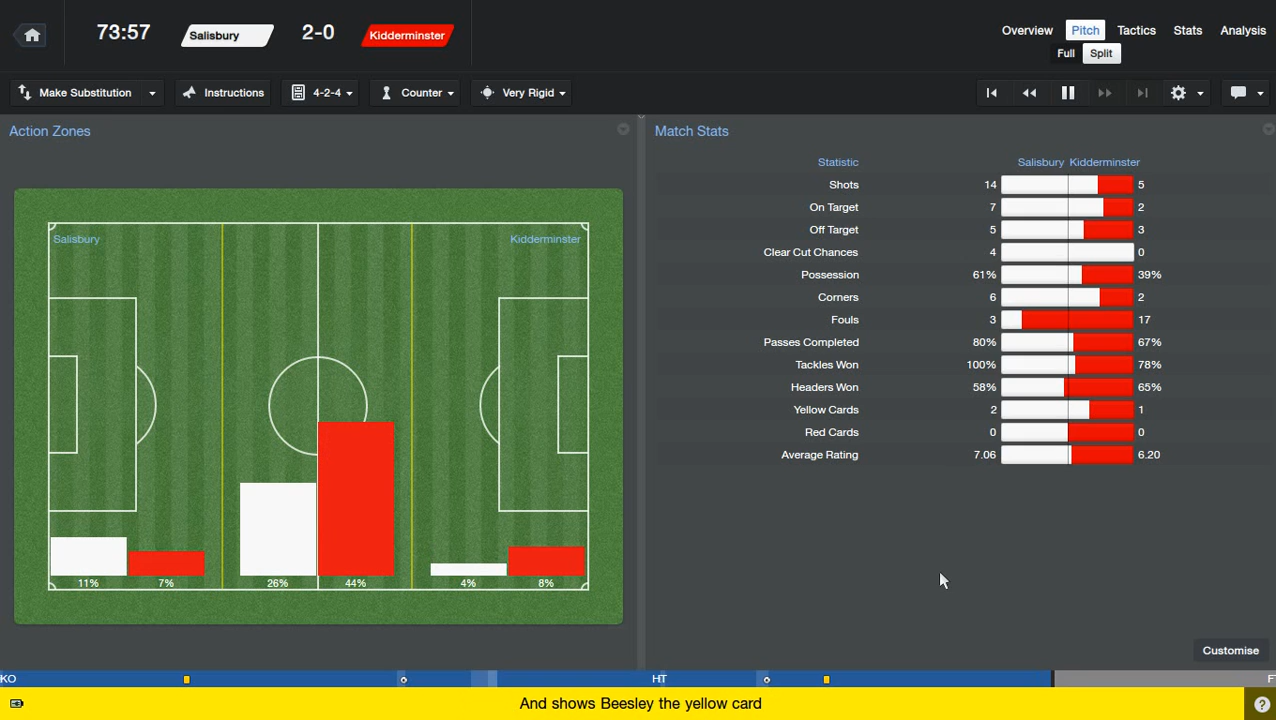 73:57 Salisbury 2-0 Kidderminster
Overview Pitch Tactics Stats Analysis
Full Split
Make Substitution Instructions 4-2-4 Counter Very Rigid
Action Zones
Salisbury Kidderminster
11% 7% 26% 44% 4% 8%
Match Stats
Statistic Salisbury Kidderminster
Shots 14 5
On Target 7 2
Off Target 5 3
Clear Cut Chances 4 0
Possession 61% 39%
Corners 6 2
Fouls 3 17
Passes Completed 80% 67%
Tackles Won 100% 78%
Headers Won 58% 65%
Yellow Cards 2 1
Red Cards 0 0
Average Rating 7.06 6.20
Customise
KO HT F
And shows Beesley the yellow card ?